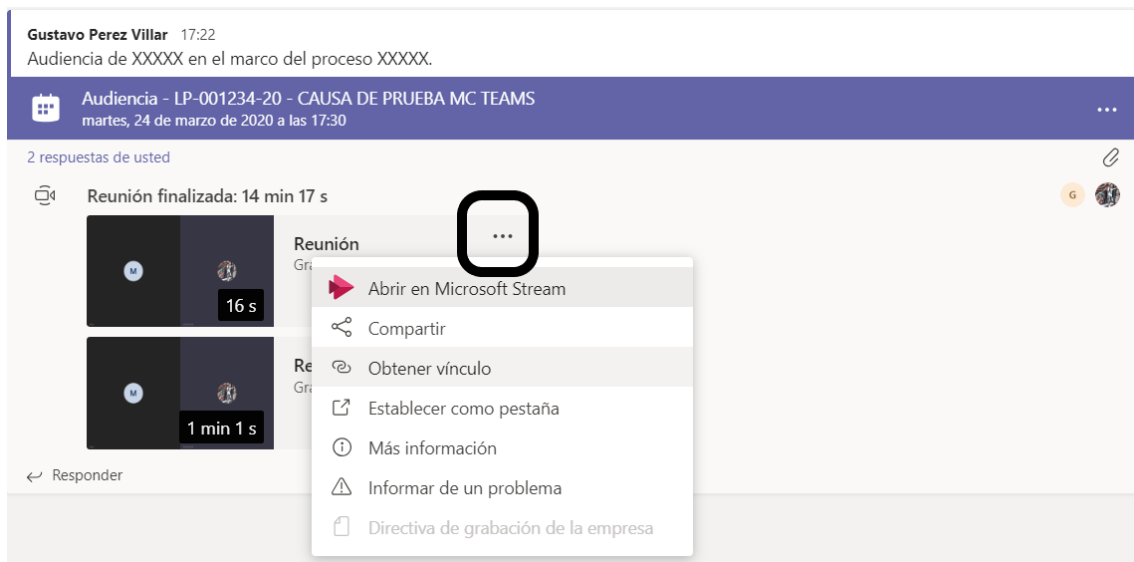 Gustavo Perez Villar 17:22
Audiencia de XXXXX en el marco del proceso XXXXX.
Audiencia - LP-001234-20 - CAUSA DE PRUEBA MC TEAMS
martes, 24 de marzo de 2020 a las 17:30
2 respuestas de usted
Reunión finalizada: 14 min 17 s
G
Reunión
Gra
M
16 s
Abrir en Microsoft Stream
Compartir
Re
Obtener vínculo
Gra
M
Establecer como pestaña
1 min 1 s
Más información
Responder
Informar de un problema
Directiva de grabación de la empresa